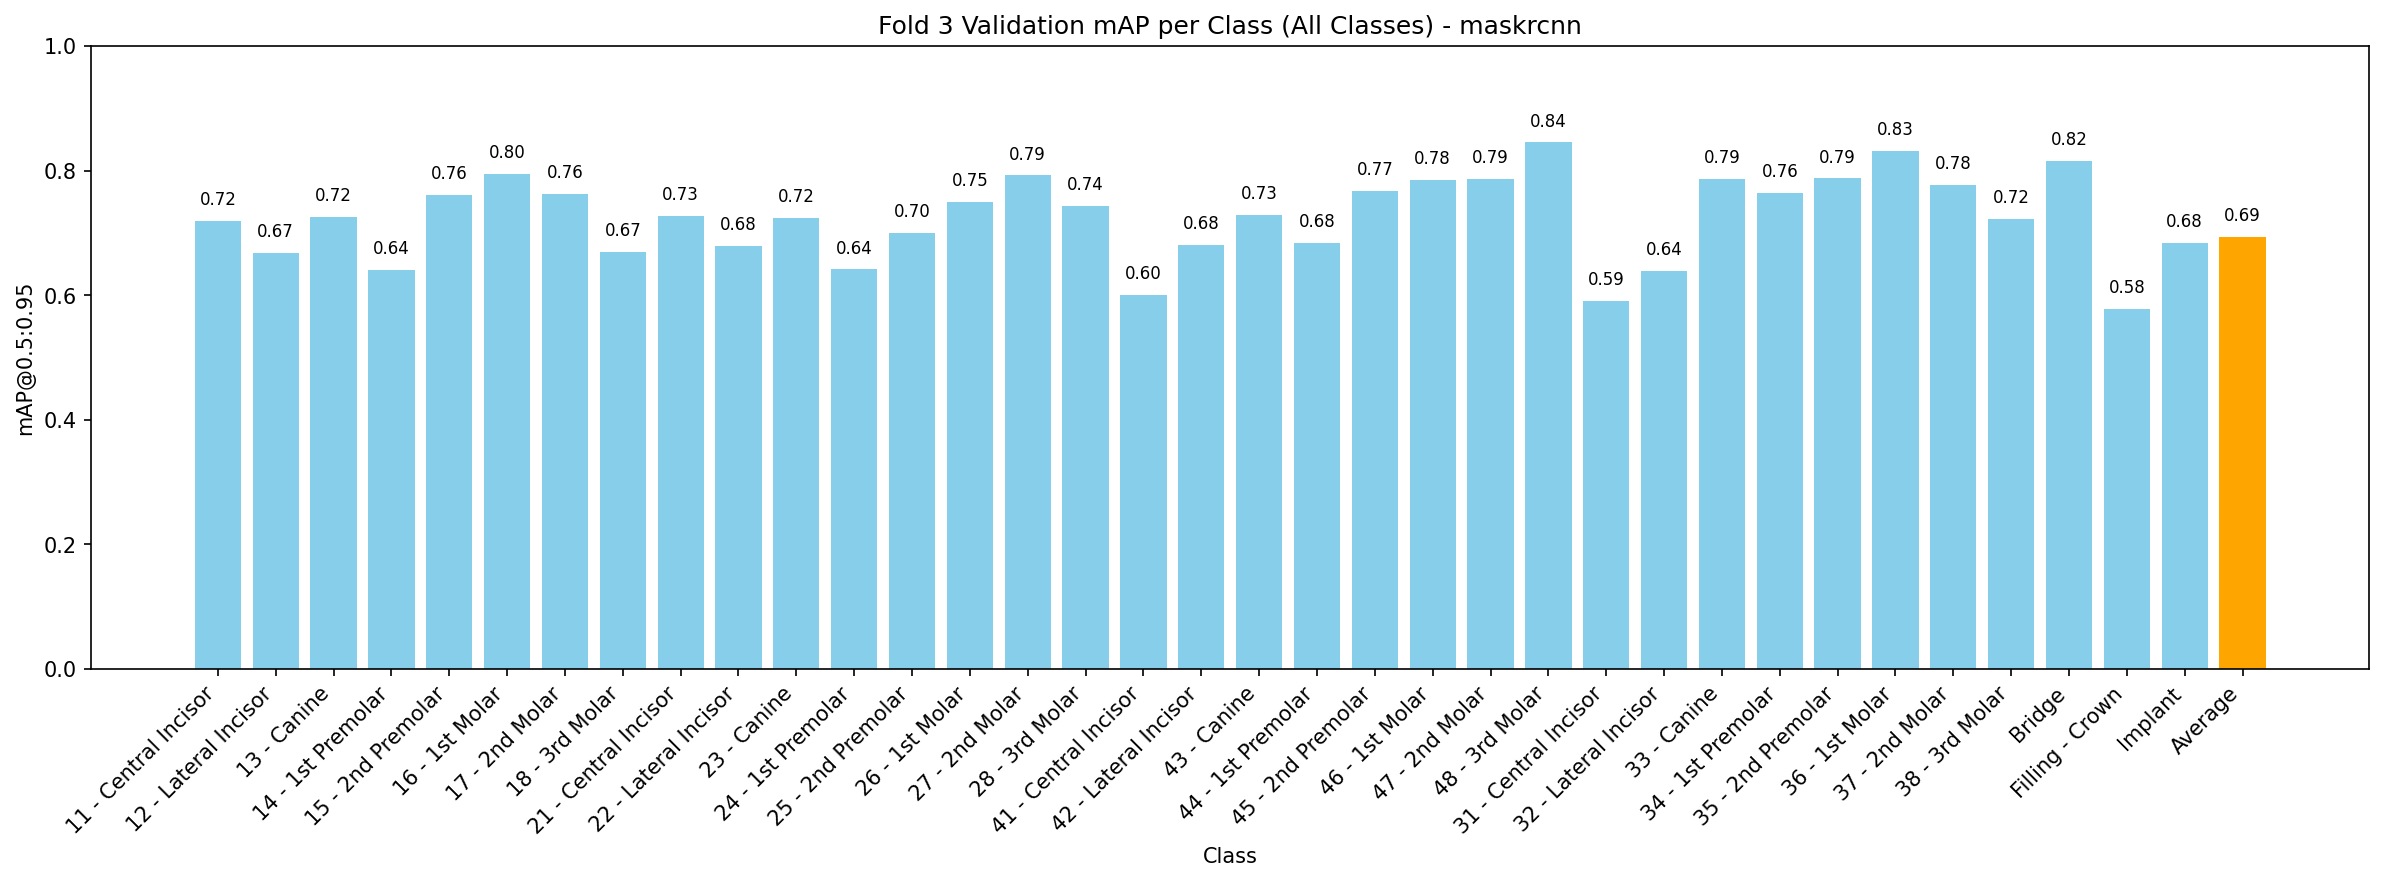 Fold 3 Validation mAP per Class (All Classes) - maskrcnn
mAP@0.5:0.95
1.0
0.8
0.6
0.4
0.2
0.0
0.72
0.67
0.72
0.64
0.76
0.80
0.76
0.67
0.73
0.68
0.72
0.64
0.70
0.75
0.79
0.74
0.60
0.68
0.73
0.68
0.77
0.78
0.79
0.84
0.59
0.64
0.79
0.76
0.79
0.83
0.78
0.72
0.82
0.58
0.68
0.69
11 - Central Incisor
12 - Lateral Incisor
13 - Canine
14 - 1st Premolar
15 - 2nd Premolar
16 - 1st Molar
17 - 2nd Molar
18 - 3rd Molar
21 - Central Incisor
22 - Lateral Incisor
23 - Canine
24 - 1st Premolar
25 - 2nd Premolar
26 - 1st Molar
27 - 2nd Molar
28 - 3rd Molar
41 - Central Incisor
42 - Lateral Incisor
43 - Canine
44 - 1st Premolar
45 - 2nd Premolar
46 - 1st Molar
47 - 2nd Molar
48 - 3rd Molar
31 - Central Incisor
32 - Lateral Incisor
33 - Canine
34 - 1st Premolar
35 - 2nd Premolar
36 - 1st Molar
37 - 2nd Molar
38 - 3rd Molar
Bridge
Filling - Crown
Implant
Average
Class